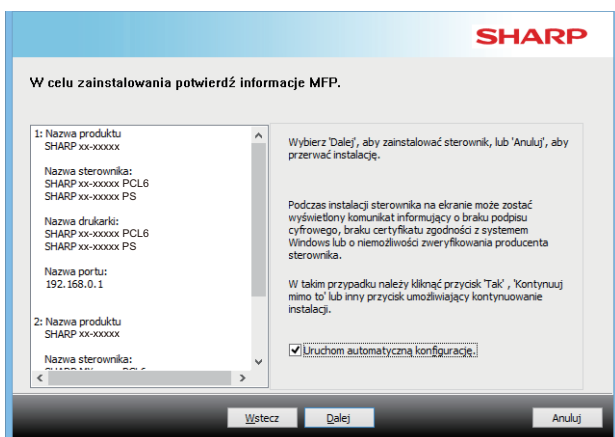 SHARP
W celu zainstalowania potwierdź informacje MFP.
1: Nazwa produktu
SHARP xx-xxxxx
Nazwa sterownika:
SHARP xx-xxxxx PCL6
SHARP xx-xxxxx PS
Nazwa drukarki:
SHARP xx-xxxxx PCL6
SHARP xx-xxxxx PS
Nazwa portu:
192.168.0.1
2: Nazwa produktu
SHARP xx-xxxxx
Nazwa sterownika:
Wybierz 'Dalej', aby zainstalować sterownik, lub 'Anuluj', aby
przerwać instalację.
Podczas instalacji sterownika na ekranie może zostać
wyświetlony komunikat informujący o braku podpisu
cyfrowego, braku certyfikatu zgodności z systemem
Windows lub o niemożliwości zweryfikowania producenta
sterownika.
W takim przypadku należy kliknąć przycisk 'Tak' , 'Kontynuuj
mimo to' lub inny przycisk umożliwiający kontynuowanie
instalacji.
Uruchom automatyczną konfigurację.
Wstecz
Dalej
Anuluj